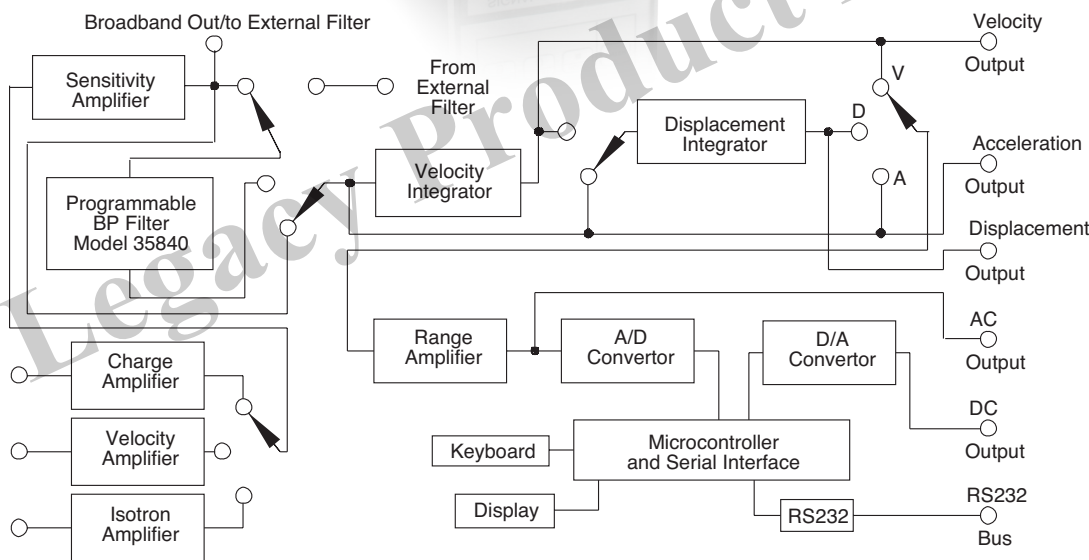 Broadband Out/to External Filter
Sensitivity
Amplifier
From
External
Filter
Velocity
Output
V
D
A
Displacement
Integrator
Velocity
Integrator
Acceleration
Output
Programmable
BP Filter
Model 35840
Displacement
Output
Range
Amplifier
A/D
Convertor
D/A
Convertor
AC
Output
Charge
Amplifier
Velocity
Amplifier
Isotron
Amplifier
DC
Output
Keyboard
Microcontroller
and Serial Interface
Display
RS232
RS232
Bus
Legacy Product